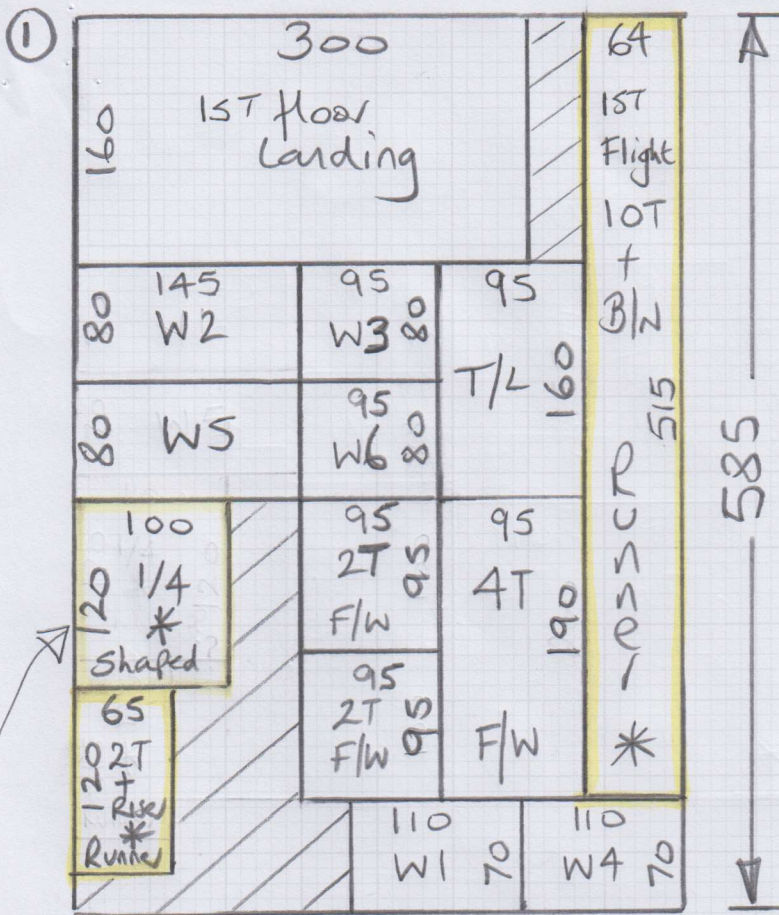 1
300
160
1ST floor
Landing
64
1ST
Flight
10T
+
B/N
515
Runner
*
585
145
80
W2
95
W3 80
95
T/L 160
80 W5
95
W6 80
100
120
1/4
*
Shaped
95
2T 95
F/W
95
4T
190
F/W
95
2T 95
F/W
65
120
2T
+
Riser
*
Runner
110
W1 70
110
W4 70